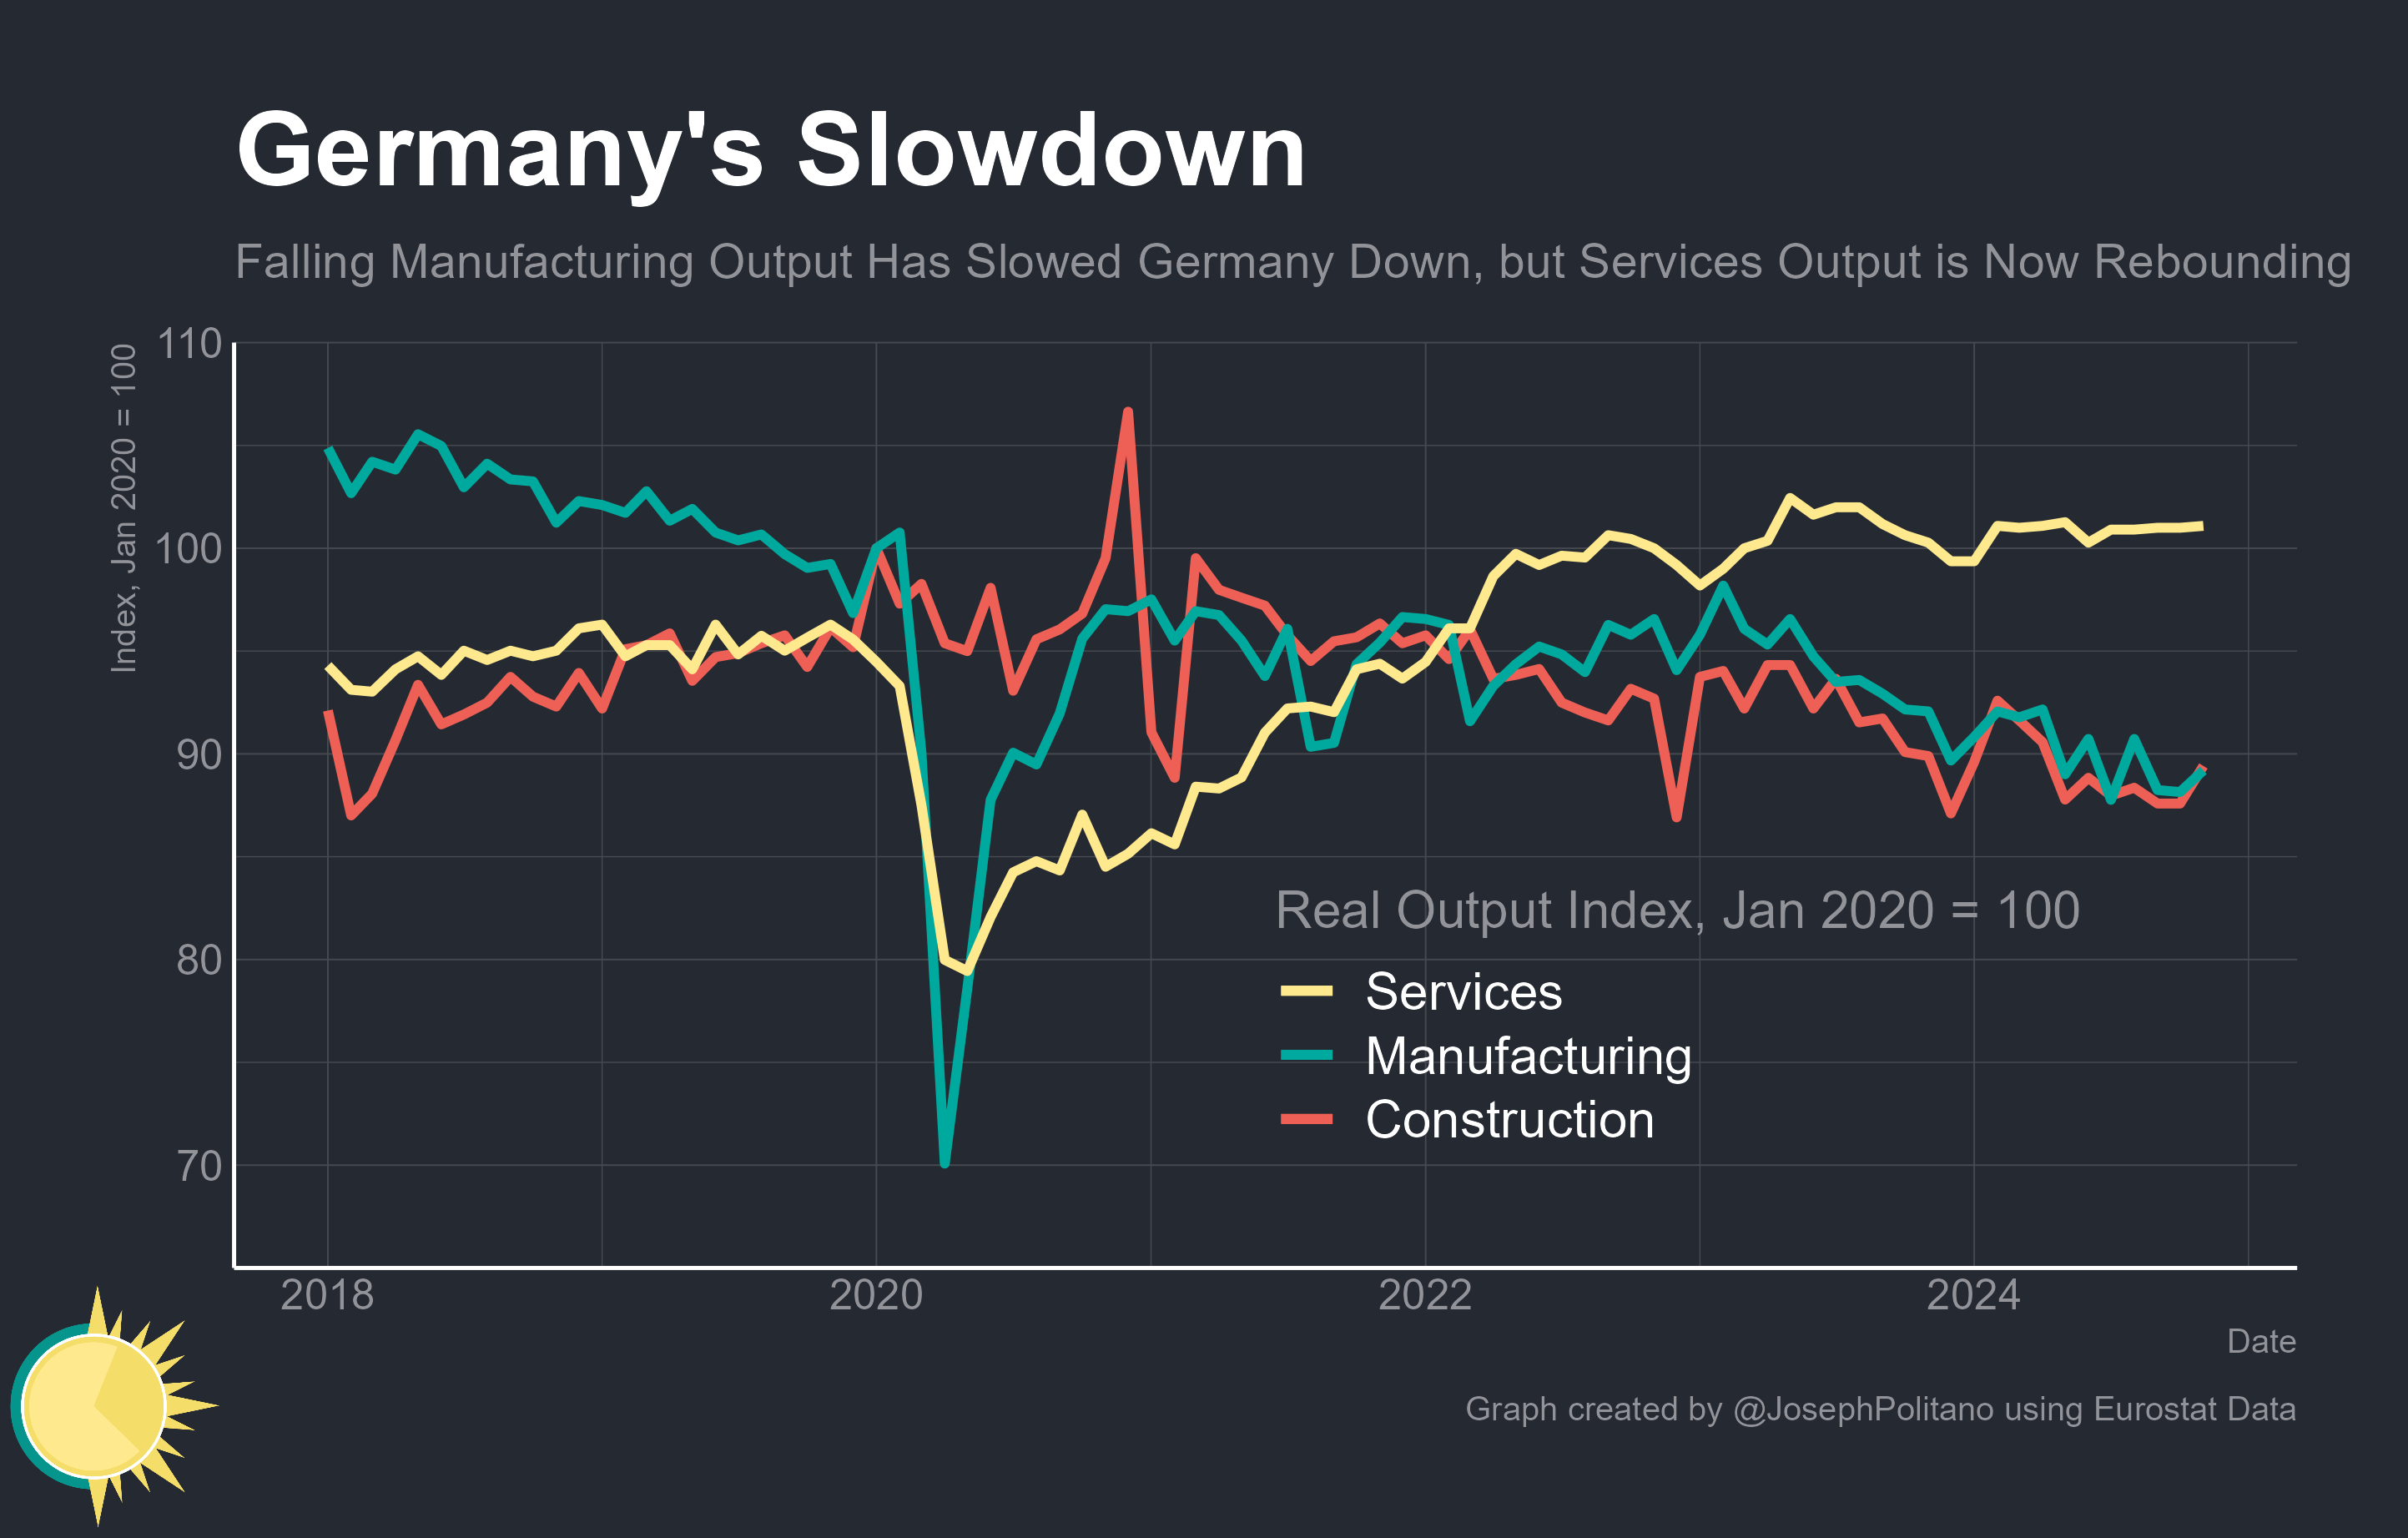 Germany's Slowdown
Falling Manufacturing Output Has Slowed Germany Down, but Services Output is Now Rebounding
Index, Jan 2020 = 100
110
100
90
80
70
Real Output Index, Jan 2020 = 100
Services
Manufacturing
Construction
2018
2020
2022
2024
Date
Graph created by @JosephPolitano using Eurostat Data